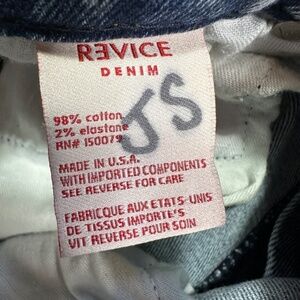 REVICE
DENIM
JS
98% cotton
2% elastane
RN# 150079
MADE IN U.S.A.
WITH IMPORTED COMPONENTS
SEE REVERSE FOR CARE
FABRIQUE AUX ETATS-UNIS
DE TISSUS IMPORTE'S
VIT REVERSE POUR SOIN